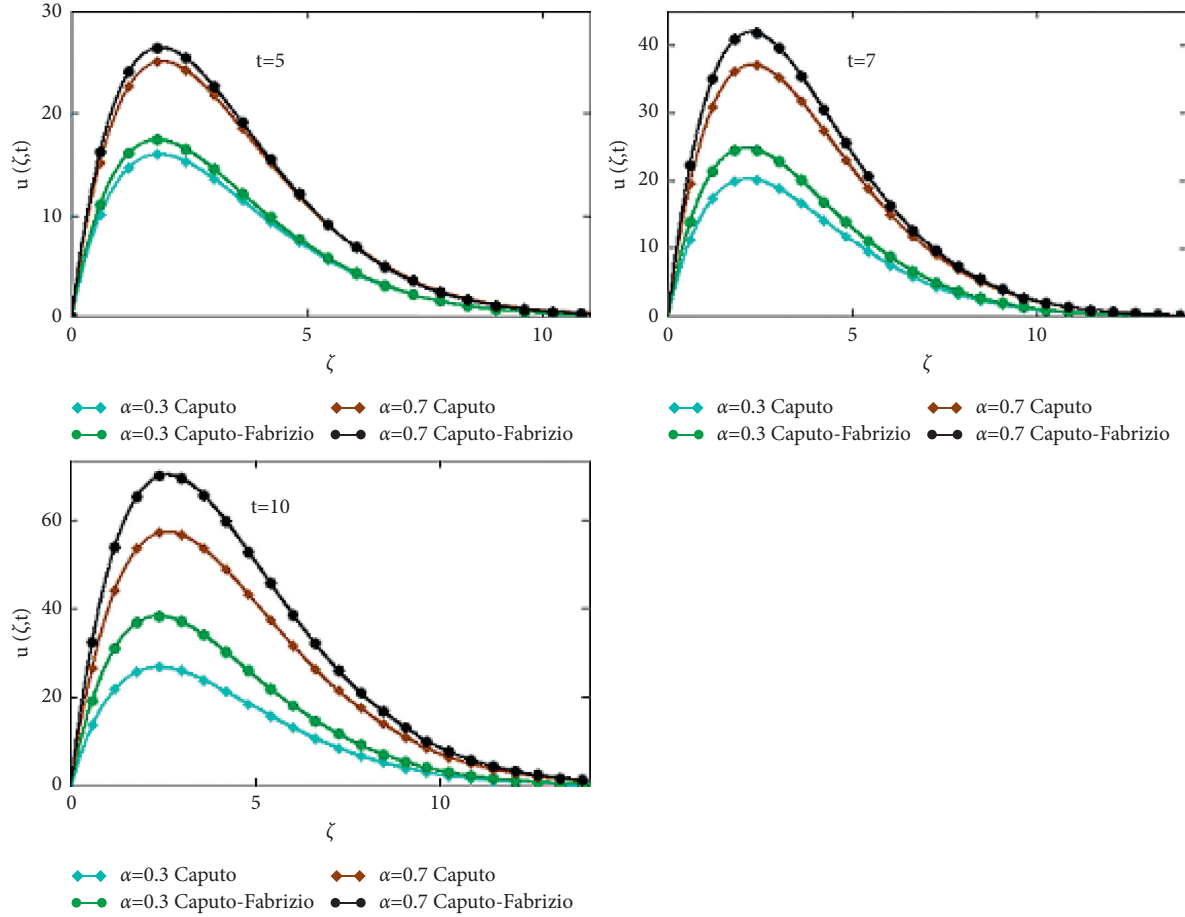 30
20
10
0
u (ζ,t)
t=5
0
5
10
ζ
α=0.3 Caputo
α=0.7 Caputo
α=0.3 Caputo-Fabrizio
α=0.7 Caputo-Fabrizio
40
30
20
10
0
u (ζ,t)
t=7
0
5
10
ζ
α=0.3 Caputo
α=0.7 Caputo
α=0.3 Caputo-Fabrizio
α=0.7 Caputo-Fabrizio
60
40
20
0
u (ζ,t)
t=10
0
5
10
ζ
α=0.3 Caputo
α=0.7 Caputo
α=0.3 Caputo-Fabrizio
α=0.7 Caputo-Fabrizio